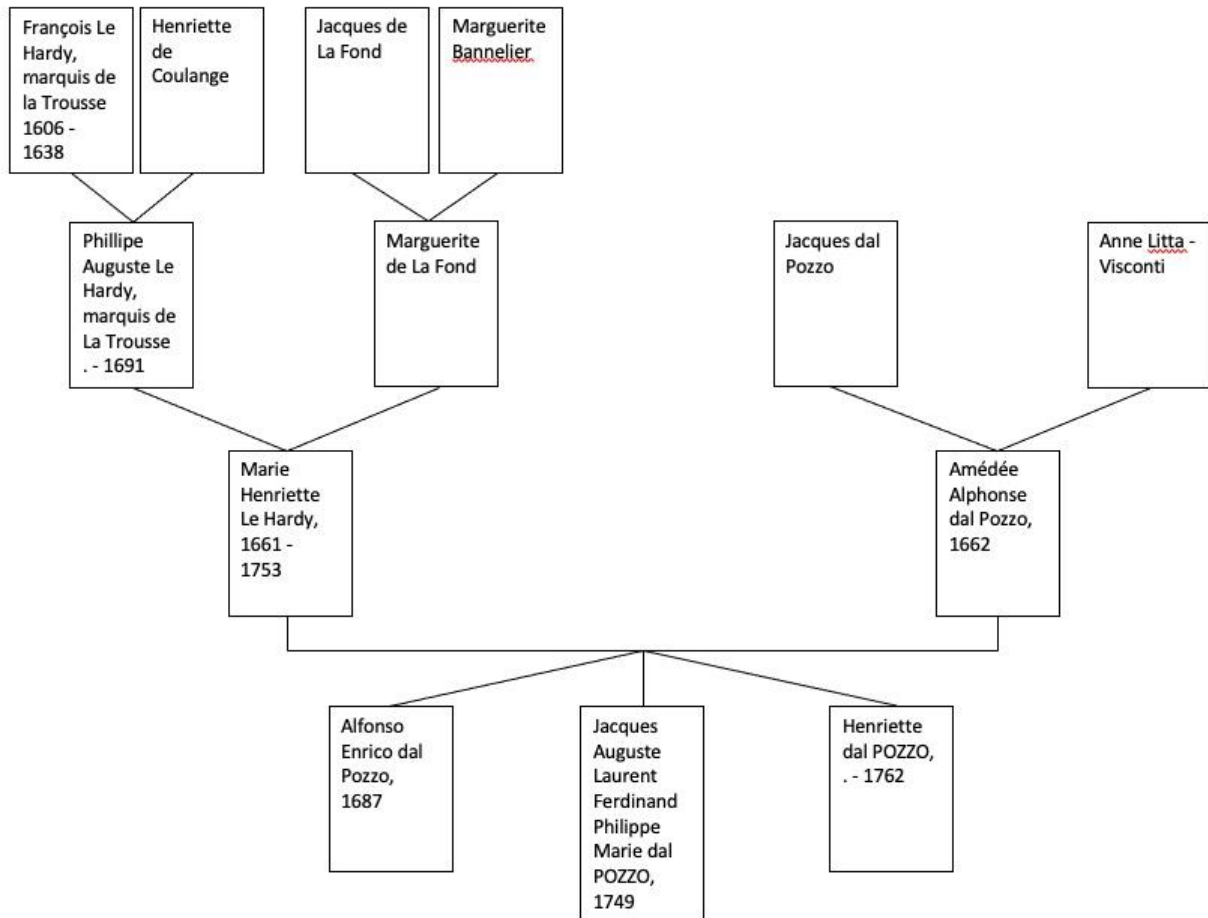 François Le
Hardy,
marquis de
la Trousse
1606 -
1638
Henriette
de
Coulange
Jacques de
La Fond
Marguerite
Bannelier
Phillipe
Auguste Le
Hardy,
marquis de
La Trousse
. - 1691
Marguerite
de La Fond
Jacques dal
Pozzo
Anne Litta -
Visconti
Marie
Henriette
Le Hardy,
1661 -
1753
Amédée
Alphonse
dal Pozzo,
1662
Alfonso
Enrico dal
Pozzo,
1687
Jacques
Auguste
Laurent
Ferdinand
Philippe
Marie dal
POZZO,
1749
Henriette
dal POZZO,
. - 1762